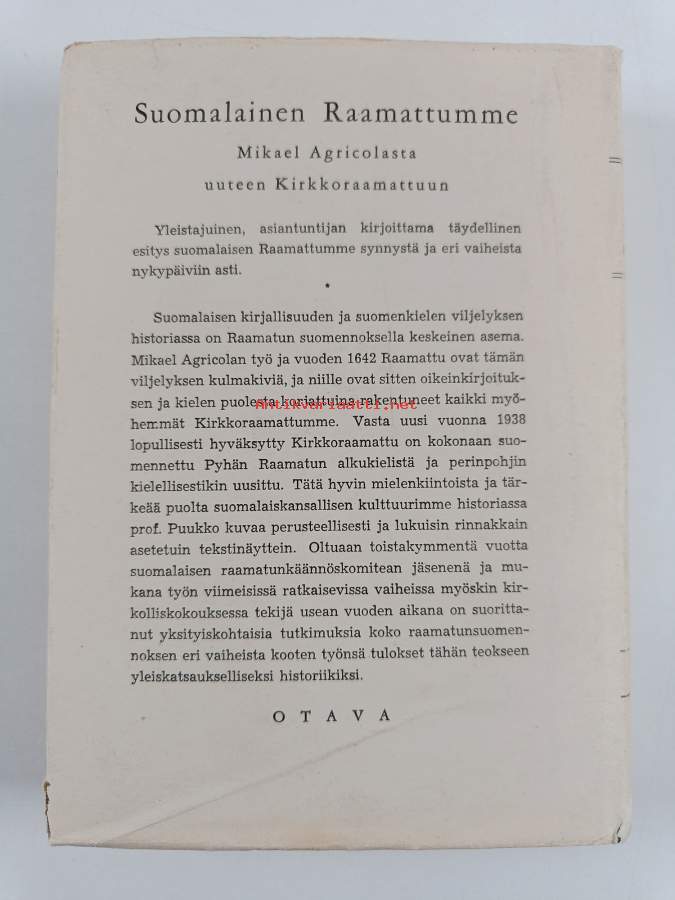 Suomalainen Raamattumme
Mikael Agricolasta
uuteen Kirkkoraamattuun
Yleistajuinen, asiantuntijan kirjoittama täydellinen
esitys suomalaisen Raamattumme synnystä ja eri vaiheista
nykypäiviin asti.
*
Suomalaisen kirjallisuuden ja suomenkielen viljelyksen
historiassa on Raamatun suomennoksella keskeinen asema.
Mikael Agricolan työ ja vuoden 1642 Raamattu ovat tämän
viljelyksen kulmakiviä, ja niille ovat sitten oikeinkirjoituk-
sen ja kielen puolesta korjattuina rakentuneet kaikki myö-
Antikvariaatti.net
hemmät Kirkkoraamattumme. Vasta uusi vuonna 1938
lopullisesti hyväksytty Kirkkoraamattu on kokonaan suo-
mennettu Pyhän Raamatun alkukielistä ja perinpohjin
kielellisestikin uusittu. Tätä hyvin mielenkiintoista ja tär-
keää puolta suomalaiskansallisen kulttuurimme historiassa
prof. Puukko kuvaa perusteellisesti ja lukuisin rinnakkain
asetetuin tekstinäyttein. Oltuaan toistakymmentä vuotta
suomalaisen raamatunkäännöskomitean jäsenenä ja mu-
kana työn viimeisissä ratkaisevissa vaiheissa myöskin kir-
kolliskokouksessa tekijä usean vuoden aikana on suoritta-
nut yksityiskohtaisia tutkimuksia koko raamatunsuomen-
noksen eri vaiheista kooten työnsä tulokset tähän teokseen
yleiskatsaukselliseksi historiikiksi.
OTAVA